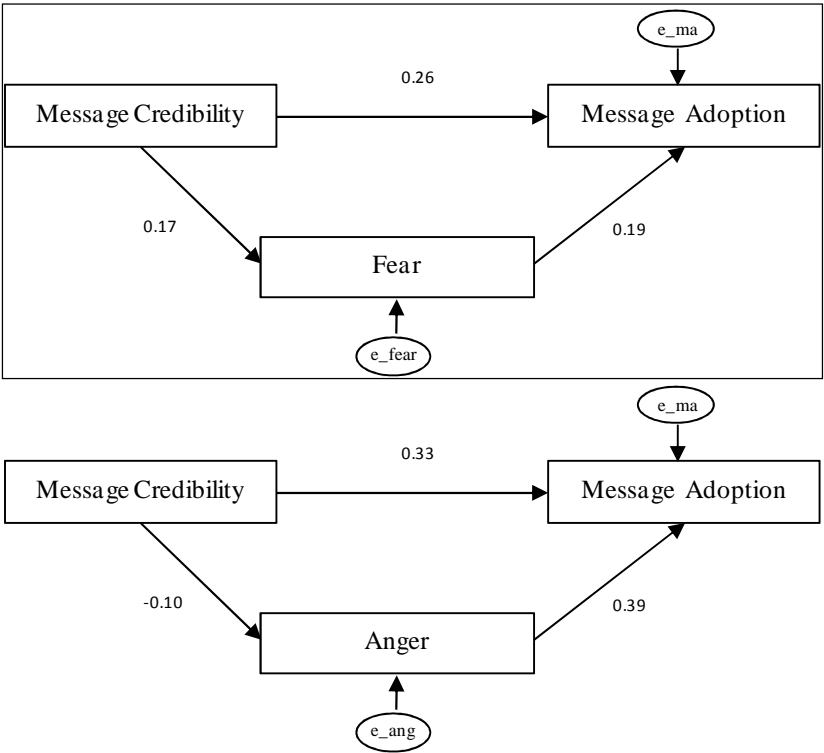 e_ma
0.26
Message Credibility
Message Adoption
0.17
0.19
Fear
e_fear
e_ma
0.33
Message Credibility
Message Adoption
-0.10
0.39
Anger
e_ang